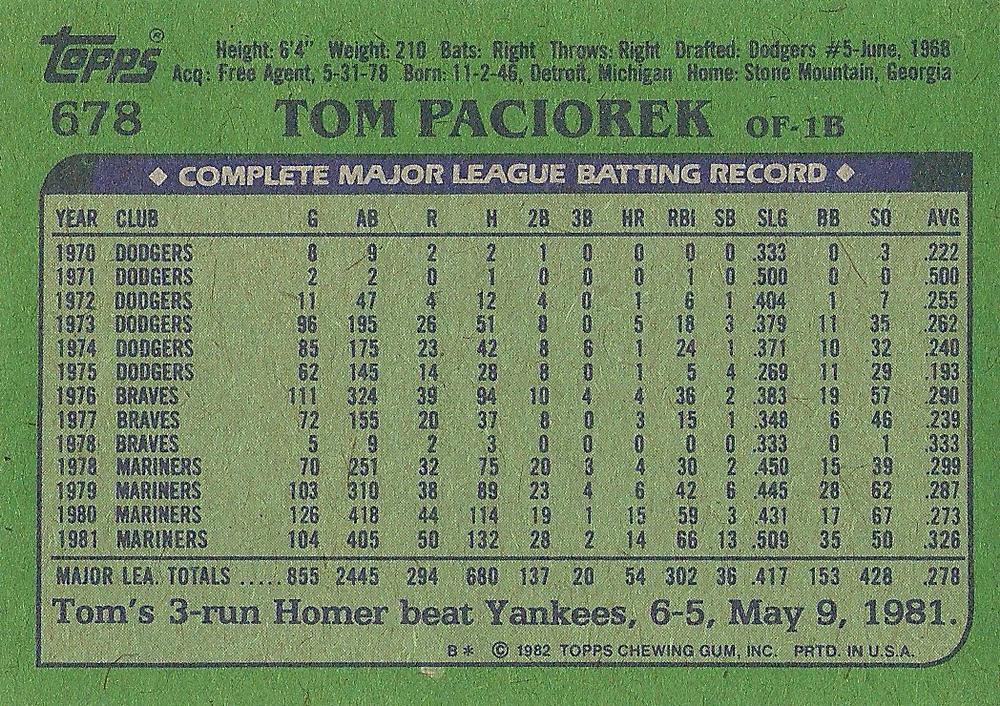 topps®
Height: 6'4" Weight: 210 Bats: Right Throws: Right Drafted: Dodgers #5-June, 1968
Acq: Free Agent, 5-31-78 Born: 11-2-46, Detroit, Michigan Home: Stone Mountain, Georgia
678 TOM PACIOREK OF-1B
◆ COMPLETE MAJOR LEAGUE BATTING RECORD ◆
YEAR CLUB G AB R H 2B 3B HR RBI SB SLG BB SO AVG
1970 DODGERS 8 9 2 2 1 0 0 0 0 .333 0 3 .222
1971 DODGERS 2 2 0 1 0 0 0 1 0 .500 0 0 .500
1972 DODGERS 11 47 4 12 4 0 1 6 1 .404 1 7 .255
1973 DODGERS 96 195 26 51 8 0 5 18 3 .379 11 35 .262
1974 DODGERS 85 175 23 42 8 6 1 24 1 .371 10 32 .240
1975 DODGERS 62 145 14 28 8 0 1 5 4 .269 11 29 .193
1976 BRAVES 111 324 39 94 10 4 4 36 2 .383 19 57 .290
1977 BRAVES 72 155 20 37 8 0 3 15 1 .348 6 46 .239
1978 BRAVES 5 9 2 3 0 0 0 0 0 .333 0 1 .333
1978 MARINERS 70 251 32 75 20 3 4 30 2 .450 15 39 .299
1979 MARINERS 103 310 38 89 23 4 6 42 6 .445 28 62 .287
1980 MARINERS 126 418 44 114 19 1 15 59 3 .431 17 67 .273
1981 MARINERS 104 405 50 132 28 2 14 66 13 .509 35 50 .326
MAJOR LEA. TOTALS .....855 2445 294 680 137 20 54 302 36 .417 153 428 .278
Tom's 3-run Homer beat Yankees, 6-5, May 9, 1981.
B* © 1982 TOPPS CHEWING GUM, INC. PRTD. IN U.S.A.